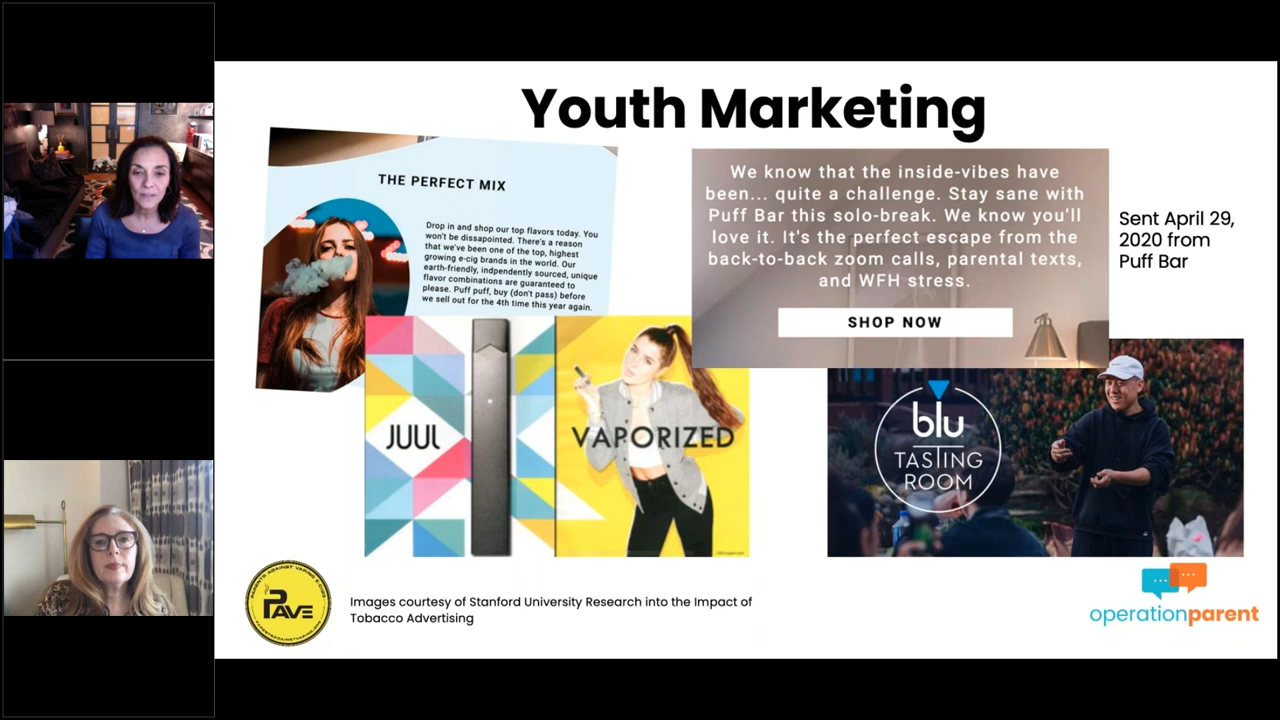 Youth Marketing
THE PERFECT MIX
Drop in and shop our top flavors today. You
won't be dissapointed. There's a reason
that we've been one of the top, highest
growing e-cig brands in the world. Our
earth-friendly, indpendently sourced, unique
flavor combinations are guaranteed to
please. Puff puff, buy (don't pass) before
we sell out for the 4th time this year again.
We know that the inside-vibes have
been... quite a challenge. Stay sane with
Puff Bar this solo-break. We know you'll
love it. It's the perfect escape from the
back-to-back zoom calls, parental texts,
and WFH stress.
SHOP NOW
Sent April 29,
2020 from
Puff Bar
JUUL
VAPORIZED
blu
TASTING
ROOM
PARENTS AGAINST VAPING E-CIGS
PAVE
Images courtesy of Stanford University Research into the Impact of
Tobacco Advertising
operationparent